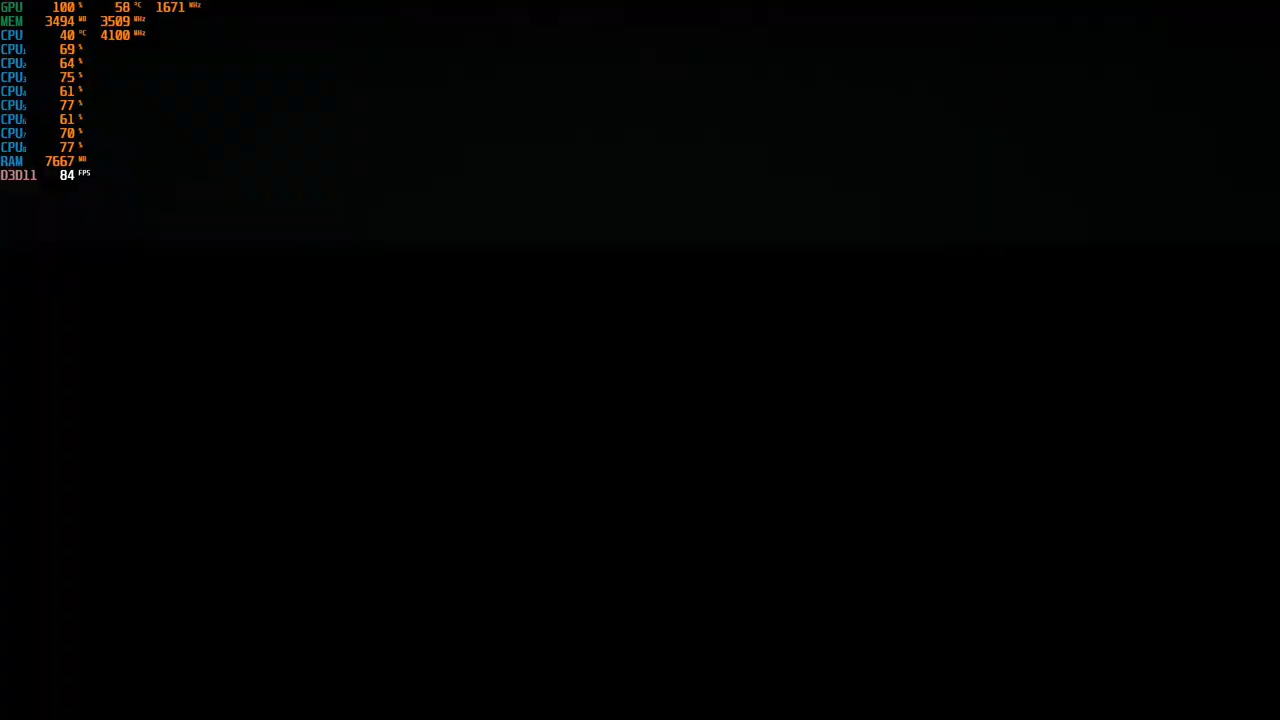 GPU 100 % 58 °C 1671 MHz
MEM 3494 MB 3509 MHz
CPU 40 °C 4100 MHz
CPU1 69 %
CPU2 64 %
CPU3 75 %
CPU4 61 %
CPU5 77 %
CPU6 61 %
CPU7 70 %
CPU8 77 %
RAM 7667 MB
D3D11 84 FPS